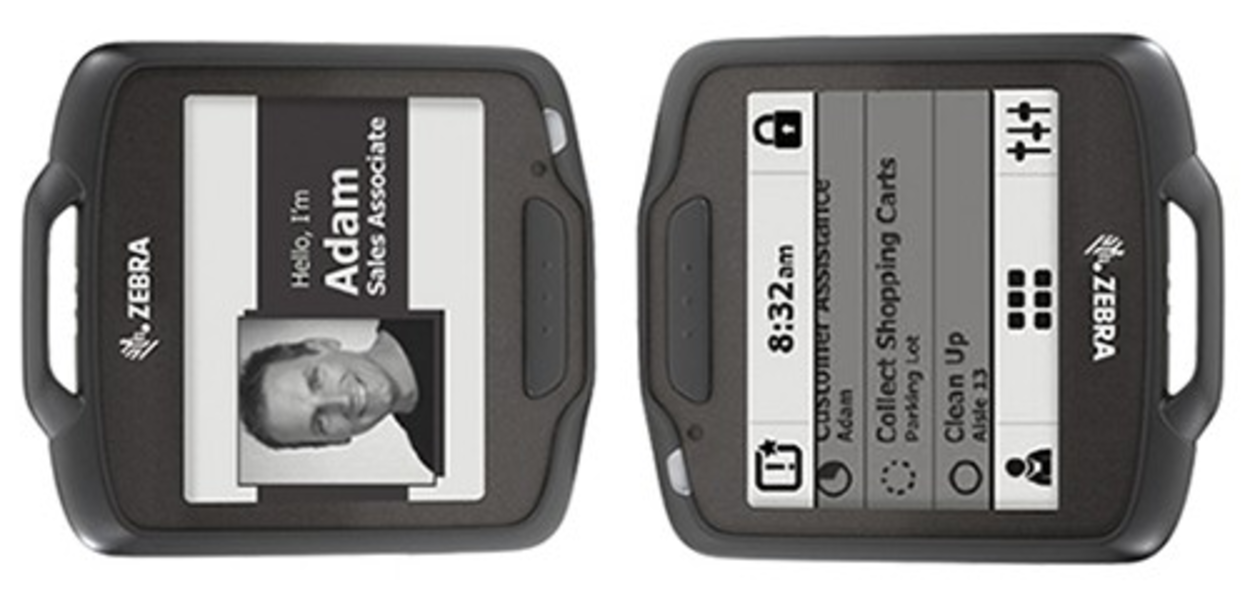 ZEBRA
Hello, I'm
Adam
Sales Associate
8:32am
Customer Assistance
Adam
Collect Shopping Carts
Parking Lot
Clean Up
Aisle 13
ZEBRA